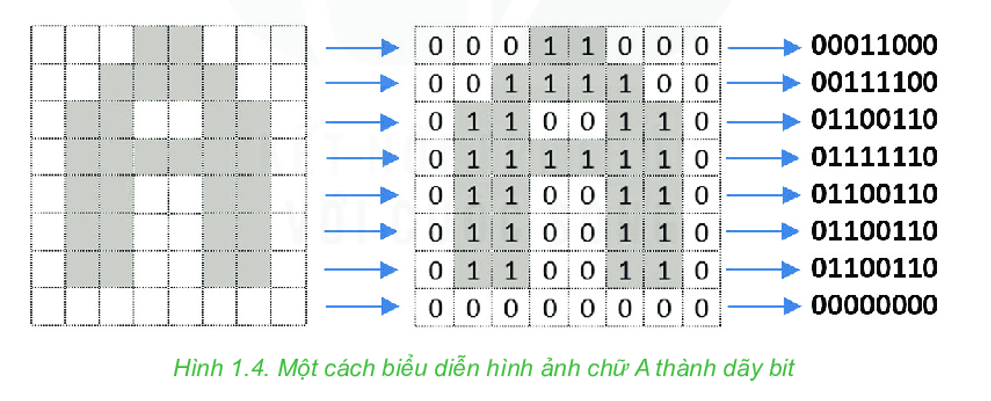 0 0 0 1 1 0 0 0 00011000
0 0 1 1 1 1 0 0 00111100
0 1 1 0 0 1 1 0 01100110
0 1 1 1 1 1 1 0 01111110
0 1 1 0 0 1 1 0 01100110
0 1 1 0 0 1 1 0 01100110
0 1 1 0 0 1 1 0 01100110
0 0 0 0 0 0 0 0 00000000
Hình 1.4. Một cách biểu diễn hình ảnh chữ A thành dãy bit